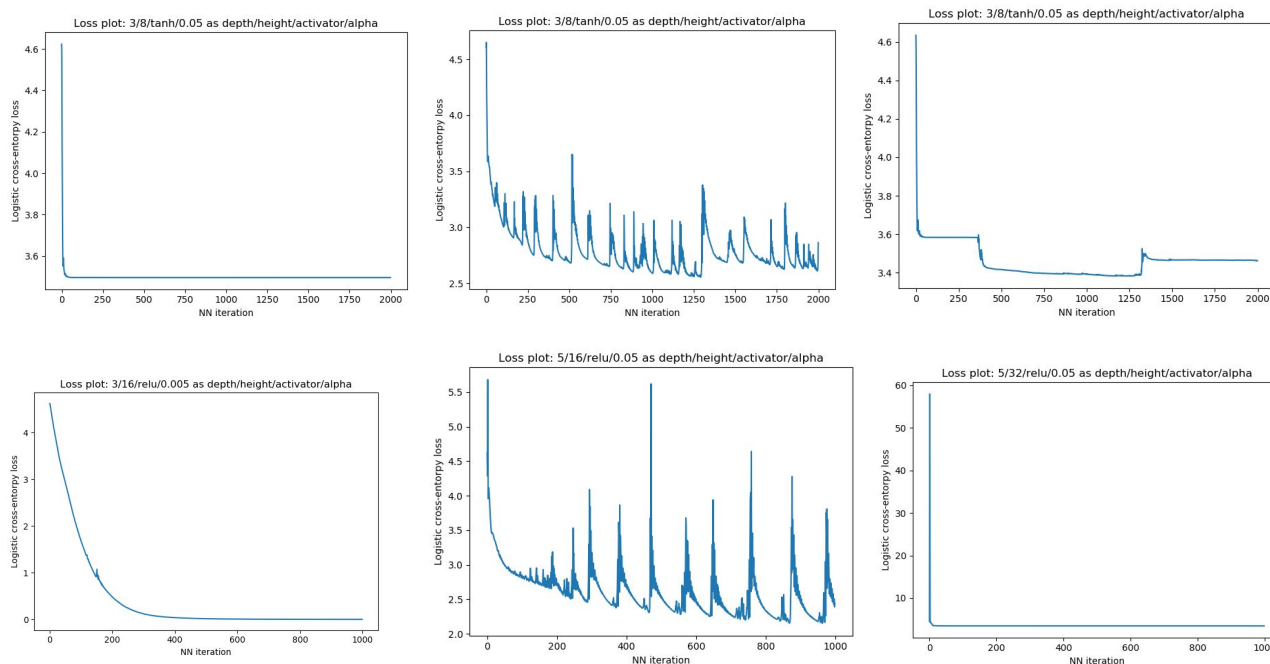 Loss plot: 3/8/tanh/0.05 as depth/height/activator/alpha
Logistic cross-entorpy loss
4.6
4.4
4.2
4.0
3.8
3.6
0 250 500 750 1000 1250 1500 1750 2000
NN iteration
Loss plot: 3/8/tanh/0.05 as depth/height/activator/alpha
Logistic cross-entorpy loss
4.5
4.0
3.5
3.0
2.5
0 250 500 750 1000 1250 1500 1750 2000
NN iteration
Loss plot: 3/8/tanh/0.05 as depth/height/activator/alpha
Logistic cross-entorpy loss
4.6
4.4
4.2
4.0
3.8
3.6
3.4
0 250 500 750 1000 1250 1500 1750 2000
NN iteration
Loss plot: 3/16/relu/0.005 as depth/height/activator/alpha
Logistic cross-entorpy loss
4
3
2
1
0
0 200 400 600 800 1000
NN iteration
Loss plot: 5/16/relu/0.05 as depth/height/activator/alpha
Logistic cross-entorpy loss
5.5
5.0
4.5
4.0
3.5
3.0
2.5
2.0
0 200 400 600 800 1000
NN iteration
Loss plot: 5/32/relu/0.05 as depth/height/activator/alpha
Logistic cross-entorpy loss
60
50
40
30
20
10
0 200 400 600 800 1000
NN iteration